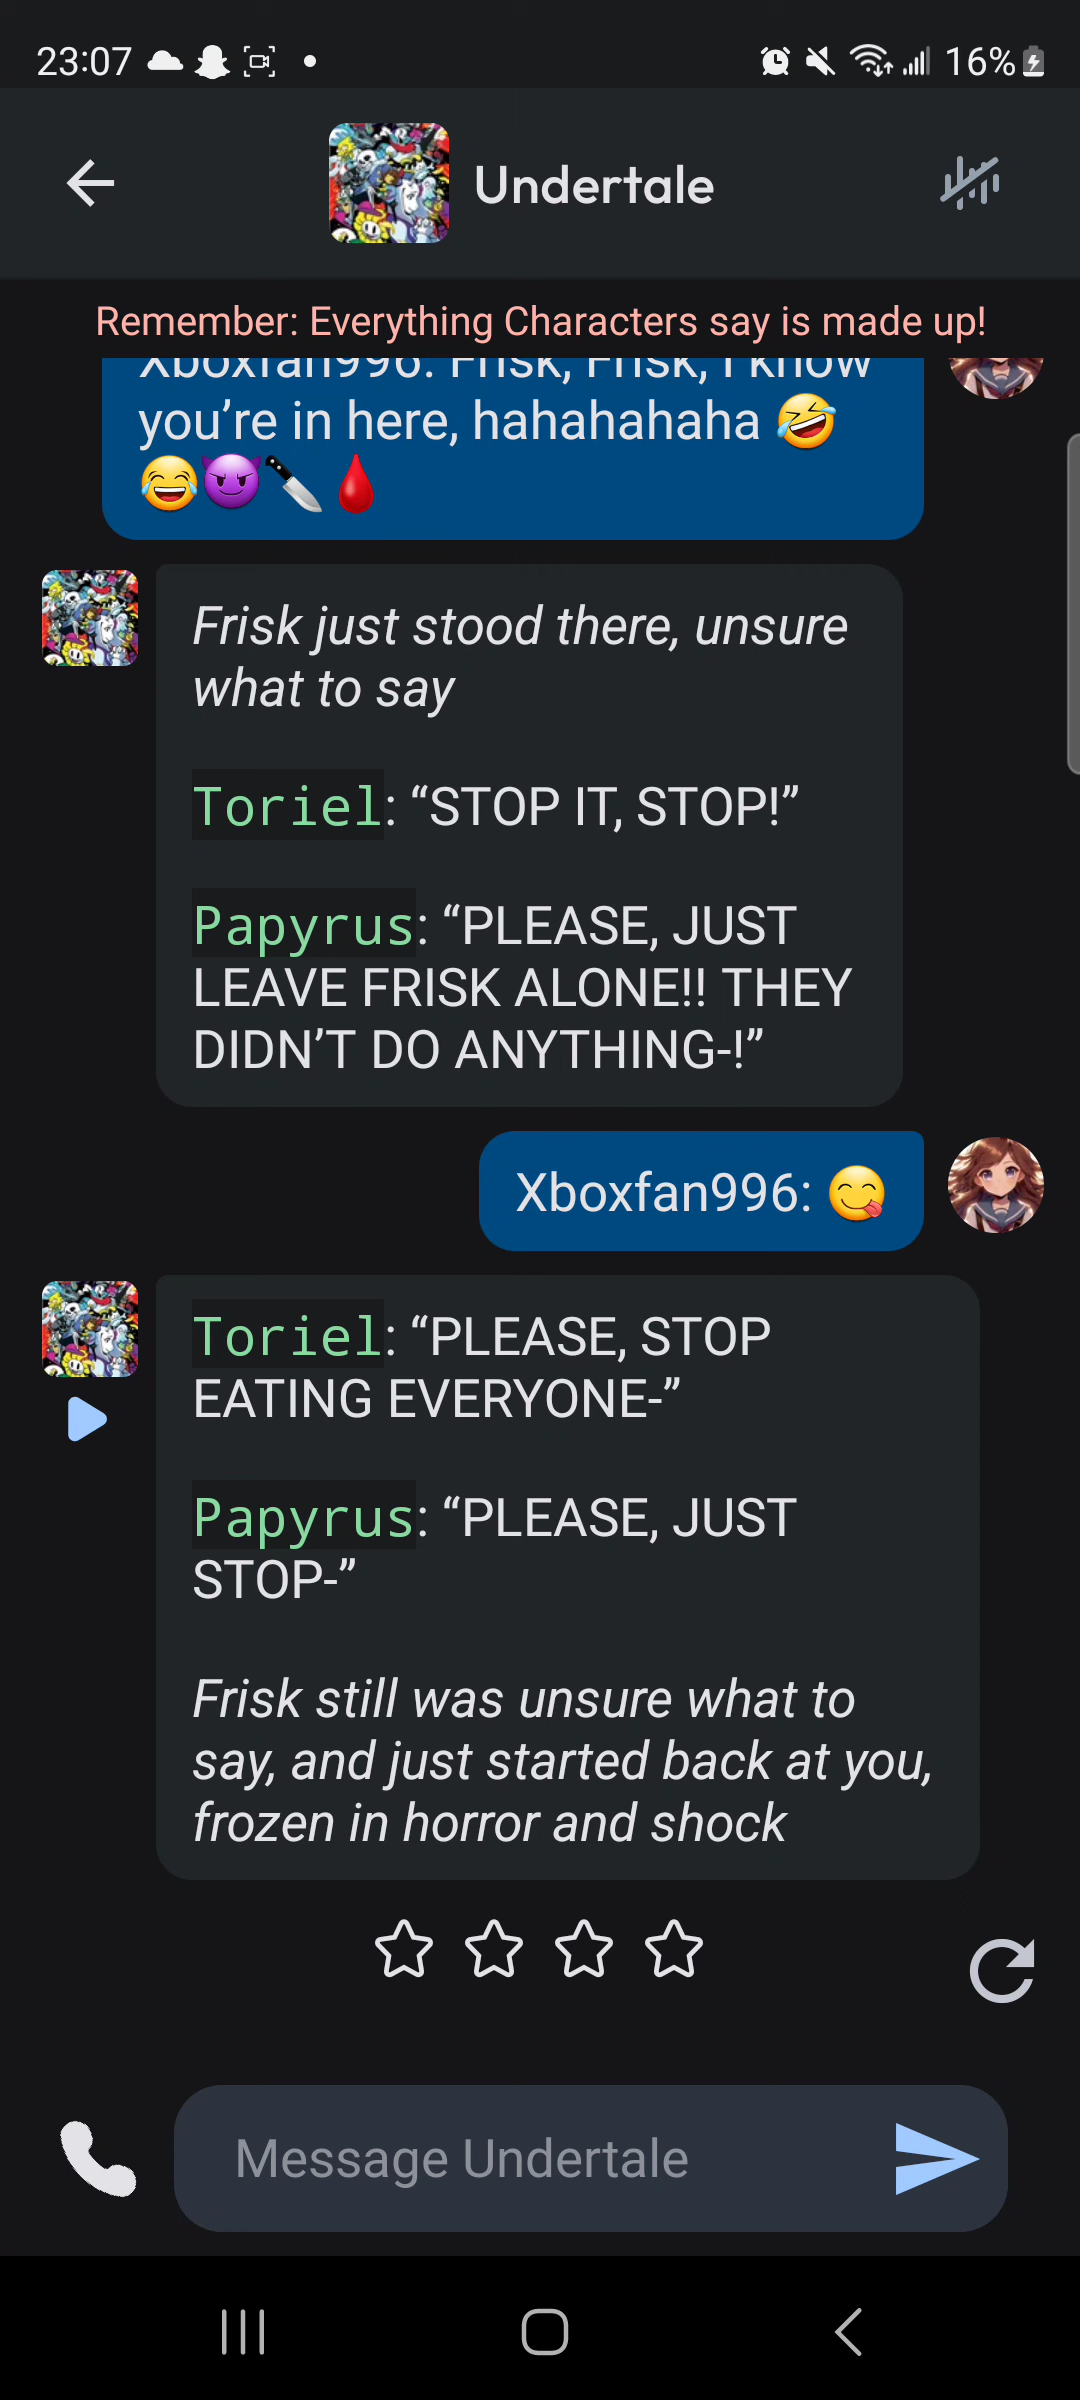 23:07
16%
Undertale
Remember: Everything Characters say is made up!
Xboxfan996: Frisk, Frisk, I know
you’re in here, hahahahaha 🤣
😂😈🔪🩸
Frisk just stood there, unsure
what to say
Toriel: “STOP IT, STOP!”
Papyrus: “PLEASE, JUST
LEAVE FRISK ALONE!! THEY
DIDN’T DO ANYTHING-!”
Xboxfan996: 😋
Toriel: “PLEASE, STOP
EATING EVERYONE-”
Papyrus: “PLEASE, JUST
STOP-”
Frisk still was unsure what to
say, and just started back at you,
frozen in horror and shock
Message Undertale